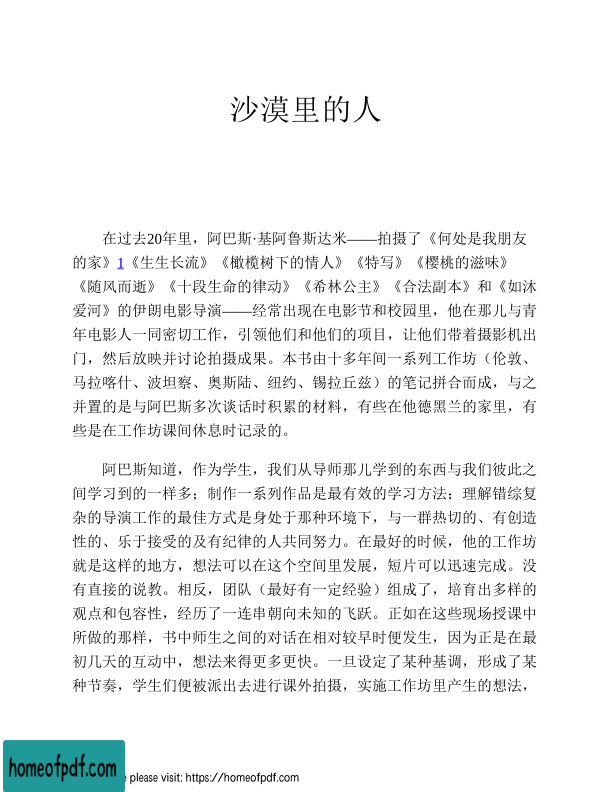 沙漠里的人
在过去20年里，阿巴斯·基阿鲁斯达米——拍摄了《何处是我朋友
的家》1《生生长流》《橄榄树下的情人》《特写》《樱桃的滋味》
《随风而逝》《十段生命的律动》《希林公主》《合法副本》和《如沐
爱河》的伊朗电影导演——经常出现在电影节和校园里，他在那儿与青
年电影人一同密切工作，引领他们和他们的项目，让他们带着摄影机出
门，然后放映并讨论拍摄成果。本书由十多年间一系列工作坊（伦敦、
马拉喀什、波坦察、奥斯陆、纽约、锡拉丘兹）的笔记拼合而成，与之
并置的是与阿巴斯多次谈话时积累的材料，有些在他德黑兰的家里，有
些是在工作坊课间休息时记录的。
阿巴斯知道，作为学生，我们从导师那儿学到的东西与我们彼此之
间学习到的一样多；制作一系列作品是最有效的学习方法；理解错综复
杂的导演工作的最佳方式是身处于那种环境下，与一群热切的、有创造
性的、乐于接受的及有纪律的人共同努力。在最好的时候，他的工作坊
就是这样的地方，想法可以在这个空间里发展，短片可以迅速完成。没
有直接的说教。相反，团队（最好有一定经验）组成了，培育出多样的
观点和包容性，经历了一连串朝向未知的飞跃。正如在这些现场授课中
所做的那样，书中师生之间的对话在相对较早时便发生，因为正是在最
初几天的互动中，想法来得更多更快。一旦设定了某种基调，形成了某
种节奏，学生们便被派出去进行课外拍摄，实施工作坊里产生的想法，
homeofpdf.com
e please visit: https://homeofpdf.com